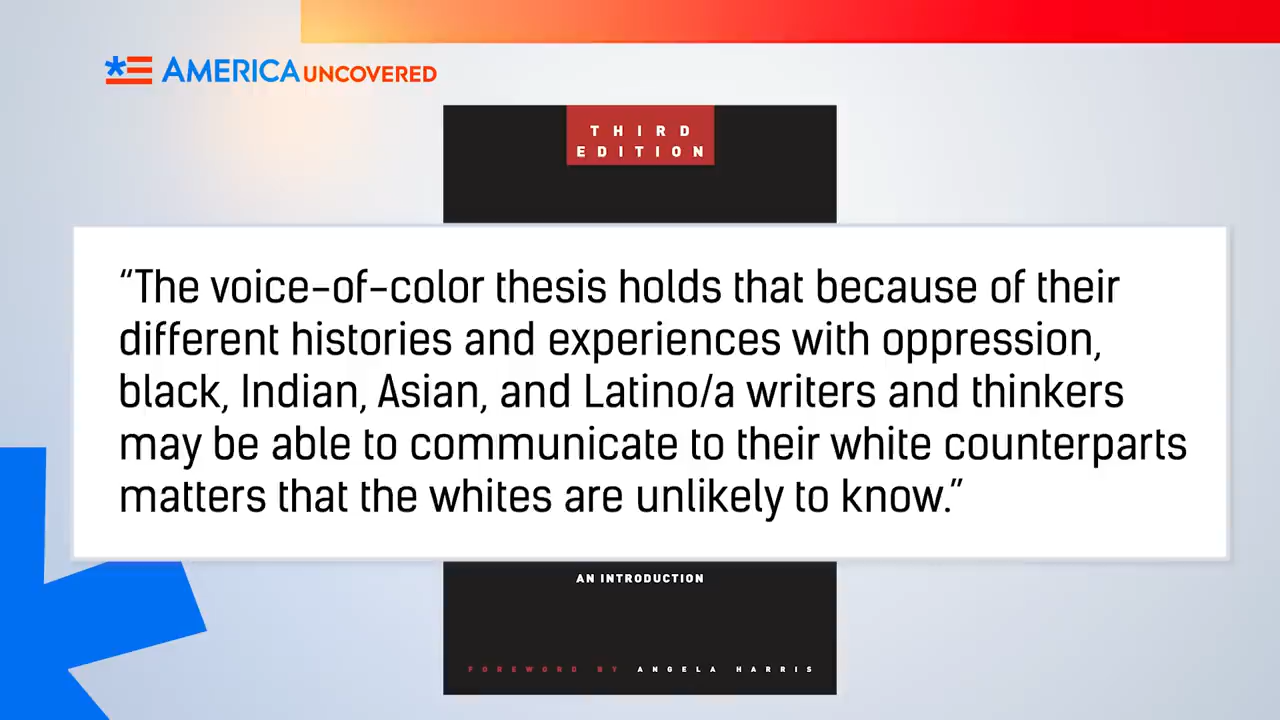 AMERICA UNCOVERED
THIRD
EDITION
“The voice-of-color thesis holds that because of their
different histories and experiences with oppression,
black, Indian, Asian, and Latino/a writers and thinkers
may be able to communicate to their white counterparts
matters that the whites are unlikely to know.”
AN INTRODUCTION
FOREWORD BY ANGELA HARRIS